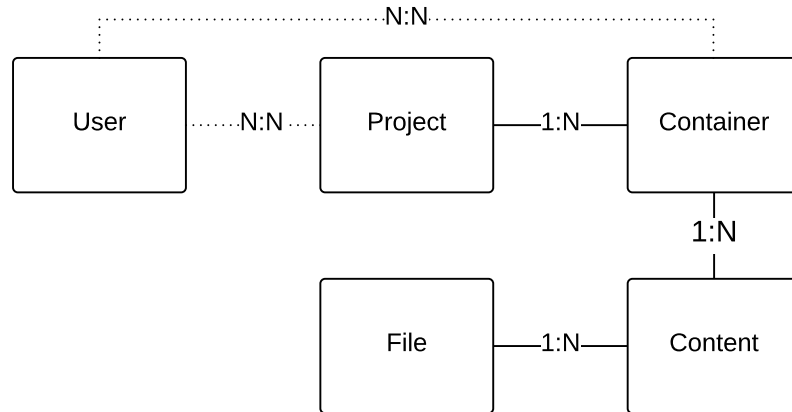 N:N
User
N:N
Project
1:N
Container
1:N
File
1:N
Content